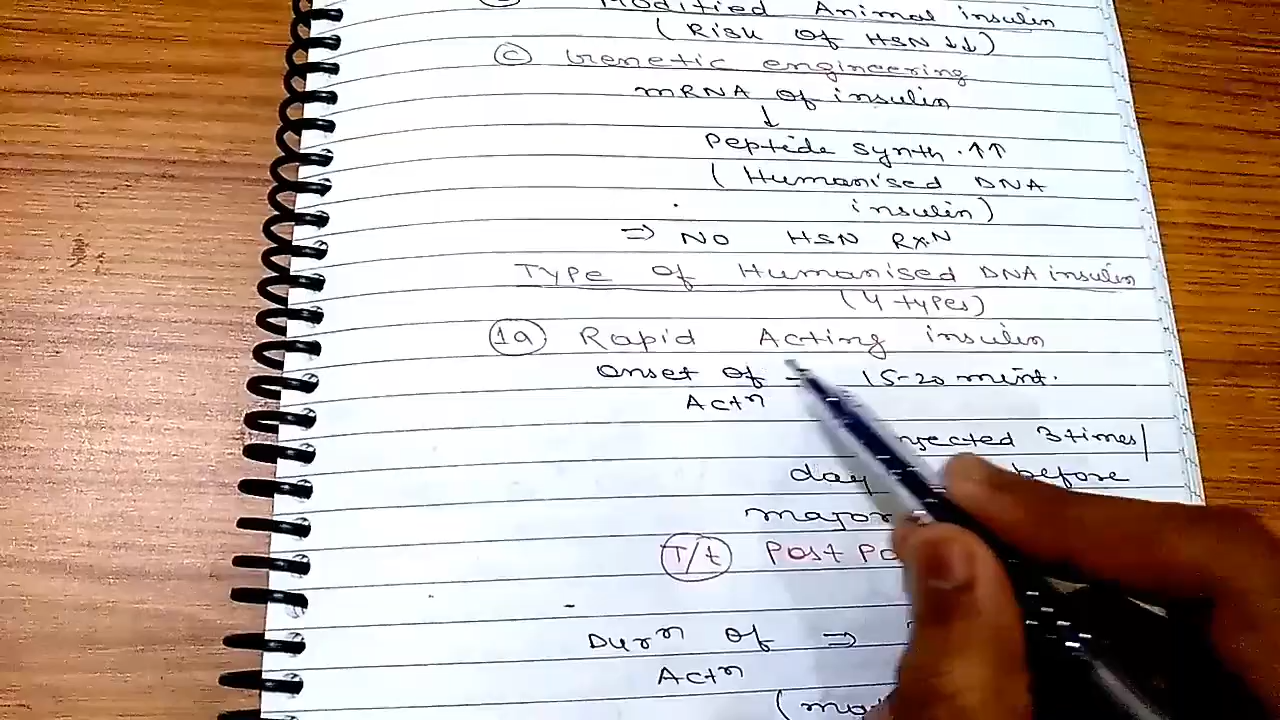 Modified Animal insulin
(Risk of HSN ↓↓)
(C) Genetic engineering
mRNA of insulin
↓
Peptide synth. ↑↑
(Humanised DNA
insulin)
⇒ NO HSN RXN
Type of Humanised DNA insulin
(4 types)
(1a) Rapid Acting insulin
Onset of → 15-20 mint.
Actn
3 times/
day before
major
(T/t) Post
Durn of ⇒
Actn